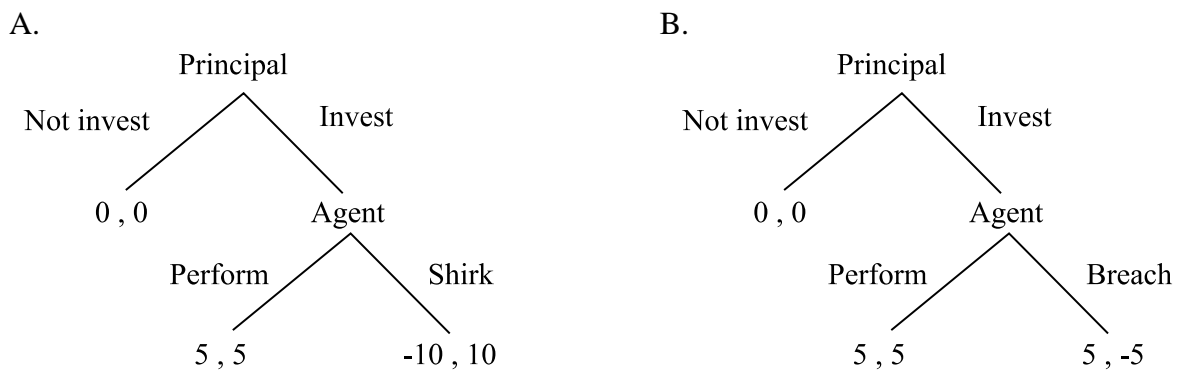 A.
Principal
Not invest
Invest
0 , 0
Agent
Perform
Shirk
5 , 5
-10 , 10
B.
Principal
Not invest
Invest
0 , 0
Agent
Perform
Breach
5 , 5
5 , -5